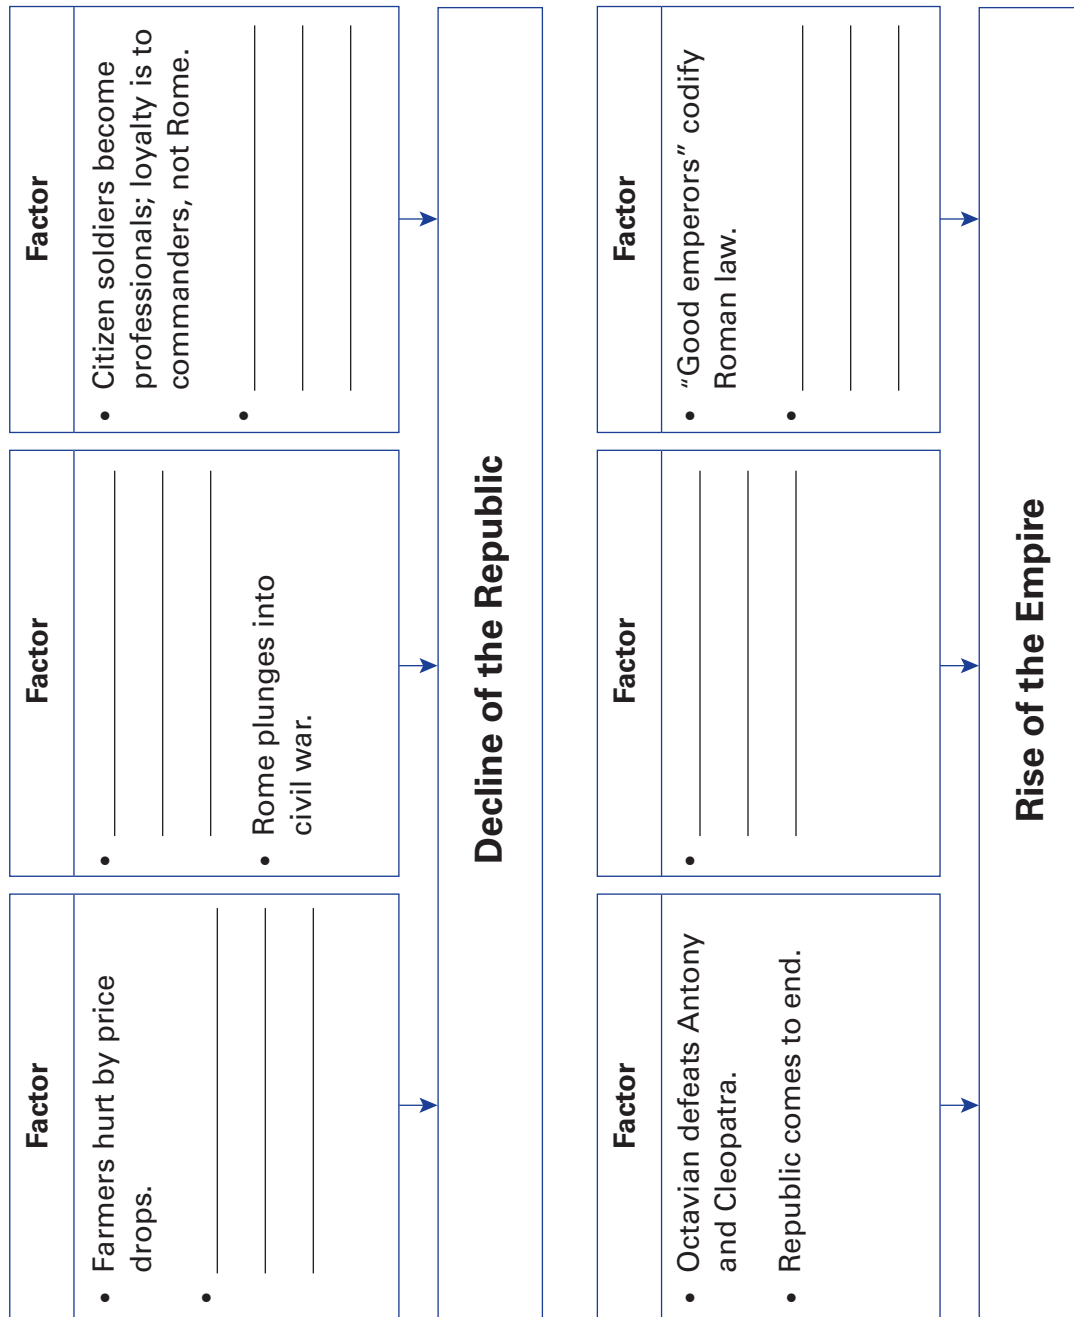 Factor
• Farmers hurt by price
drops.
•
Factor
•
• Rome plunges into
civil war.
Factor
• Citizen soldiers become
professionals; loyalty is to
commanders, not Rome.
•
Decline of the Republic
Factor
• Octavian defeats Antony
and Cleopatra.
• Republic comes to end.
Factor
•
Factor
• “Good emperors” codify
Roman law.
•
Rise of the Empire